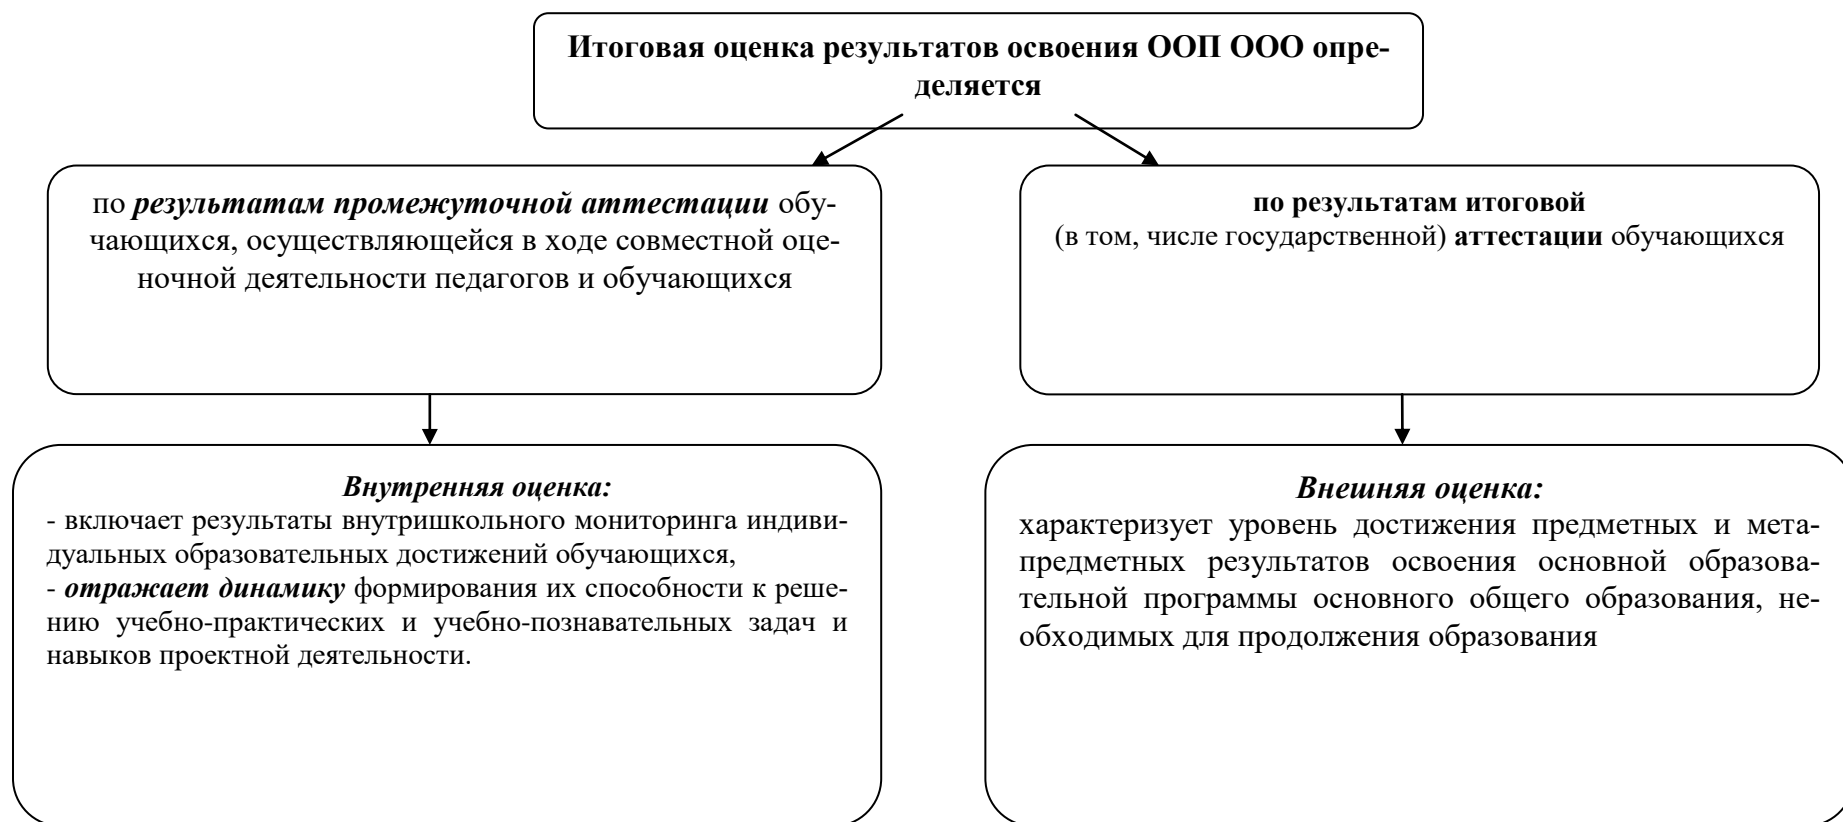 Итоговая оценка результатов освоения ООП ООО опре-
деляется
по результатам промежуточной аттестации обу-
чающихся, осуществляющейся в ходе совместной оце-
ночной деятельности педагогов и обучающихся
по результатам итоговой
(в том, числе государственной) аттестации обучающихся
Внутренняя оценка:
- включает результаты внутришкольного мониторинга индиви-
дуальных образовательных достижений обучающихся,
- отражает динамику формирования их способности к реше-
нию учебно-практических и учебно-познавательных задач и
навыков проектной деятельности.
Внешняя оценка:
характеризует уровень достижения предметных и мета-
предметных результатов освоения основной образова-
тельной программы основного общего образования, не-
обходимых для продолжения образования